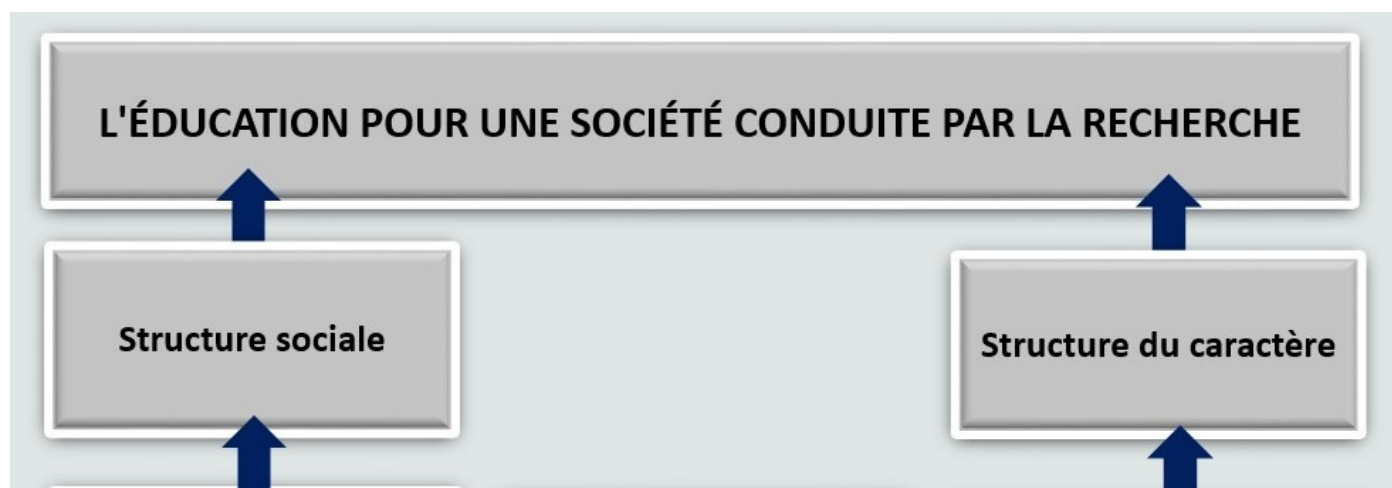 L'ÉDUCATION POUR UNE SOCIÉTÉ CONDUITE PAR LA RECHERCHE
Structure sociale
Structure du caractère